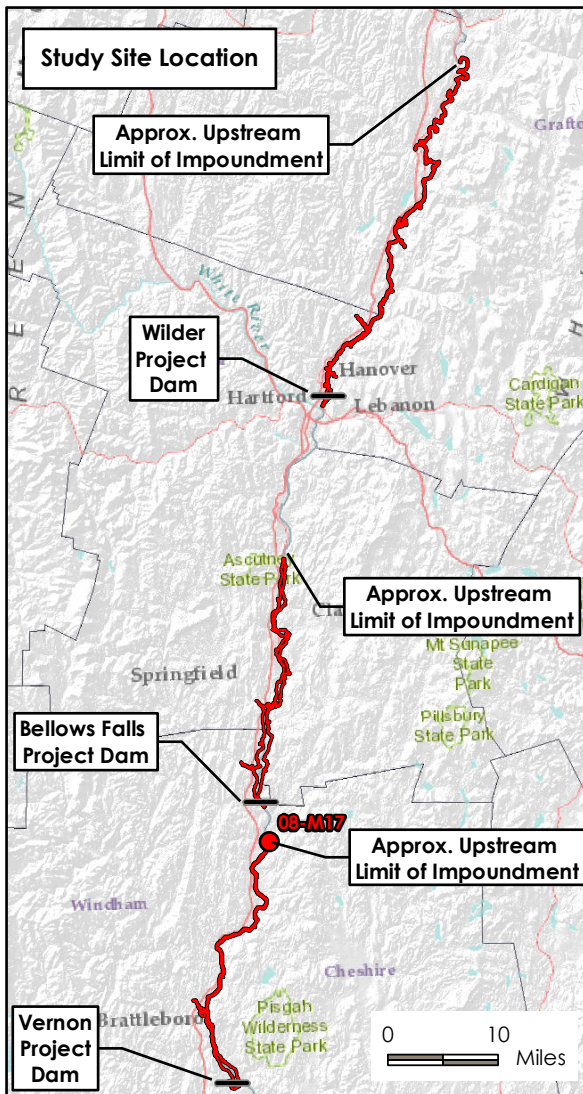 Study Site Location
Approx. Upstream
Limit of Impoundment
Grafto
White River
Wilder
Project
Dam
Hanover
Hartford
Lebanon
Cardigan
State Park
Ascutney
State Park
Approx. Upstream
Limit of Impoundment
Cla
Mt Sunapee
State
Park
Springfield
Pillsbury
State Park
Bellows Falls
Project Dam
08-M17
Approx. Upstream
Limit of Impoundment
Windham
Cheshire
Brattleboro
Pisgah
Wilderness
State Park
Vernon
Project
Dam
0 10
Miles